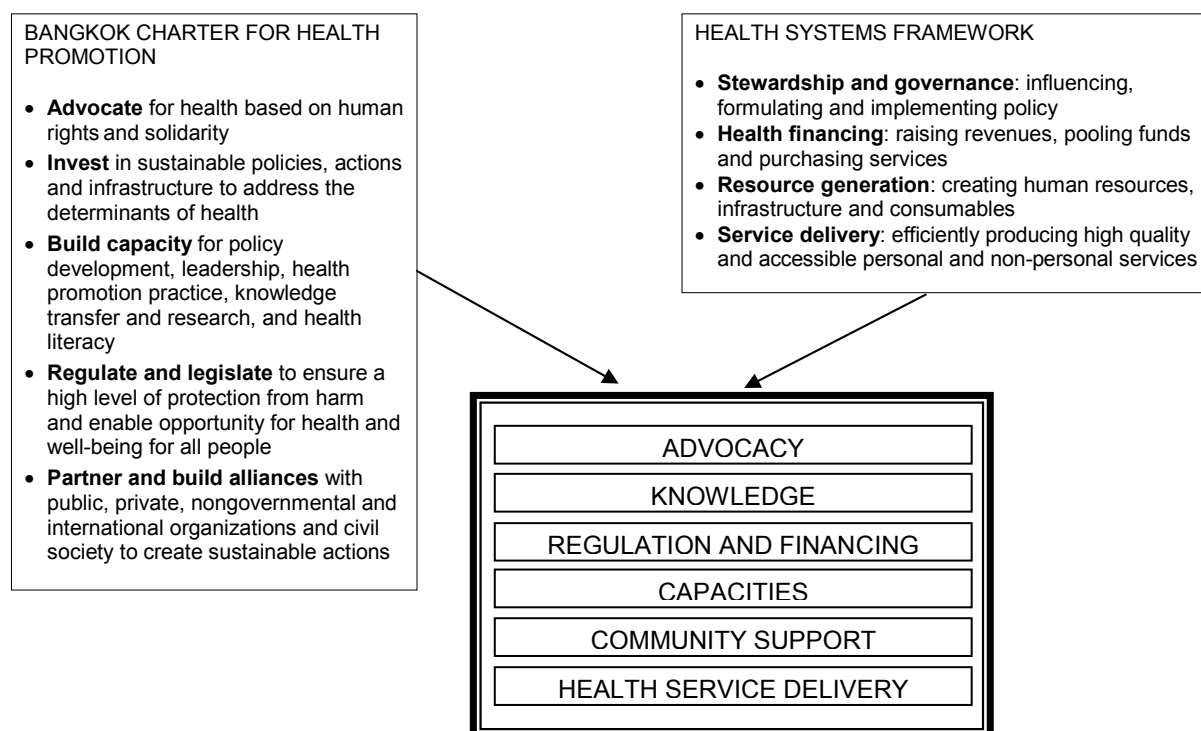 BANGKOK CHARTER FOR HEALTH
PROMOTION
• Advocate for health based on human
rights and solidarity
• Invest in sustainable policies, actions
and infrastructure to address the
determinants of health
• Build capacity for policy
development, leadership, health
promotion practice, knowledge
transfer and research, and health
literacy
• Regulate and legislate to ensure a
high level of protection from harm
and enable opportunity for health and
well-being for all people
• Partner and build alliances with
public, private, nongovernmental and
international organizations and civil
society to create sustainable actions
HEALTH SYSTEMS FRAMEWORK
• Stewardship and governance: influencing,
formulating and implementing policy
• Health financing: raising revenues, pooling funds
and purchasing services
• Resource generation: creating human resources,
infrastructure and consumables
• Service delivery: efficiently producing high quality
and accessible personal and non-personal services
ADVOCACY
KNOWLEDGE
REGULATION AND FINANCING
CAPACITIES
COMMUNITY SUPPORT
HEALTH SERVICE DELIVERY